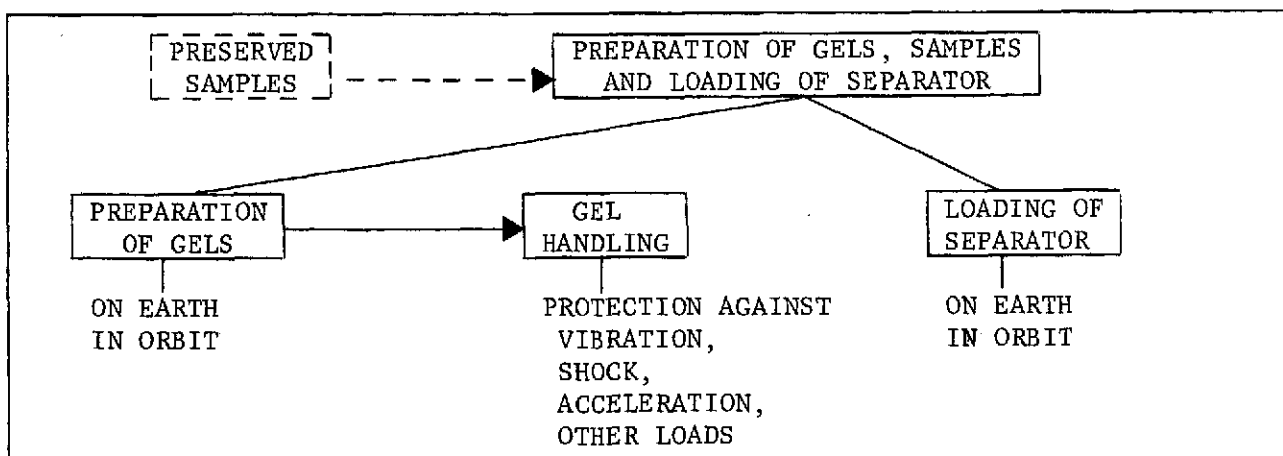 PRESERVED
SAMPLES
PREPARATION OF GELS, SAMPLES
AND LOADING OF SEPARATOR
PREPARATION
OF GELS
GEL
HANDLING
LOADING OF
SEPARATOR
ON EARTH
IN ORBIT
PROTECTION AGAINST
VIBRATION,
SHOCK,
ACCELERATION,
OTHER LOADS
ON EARTH
IN ORBIT